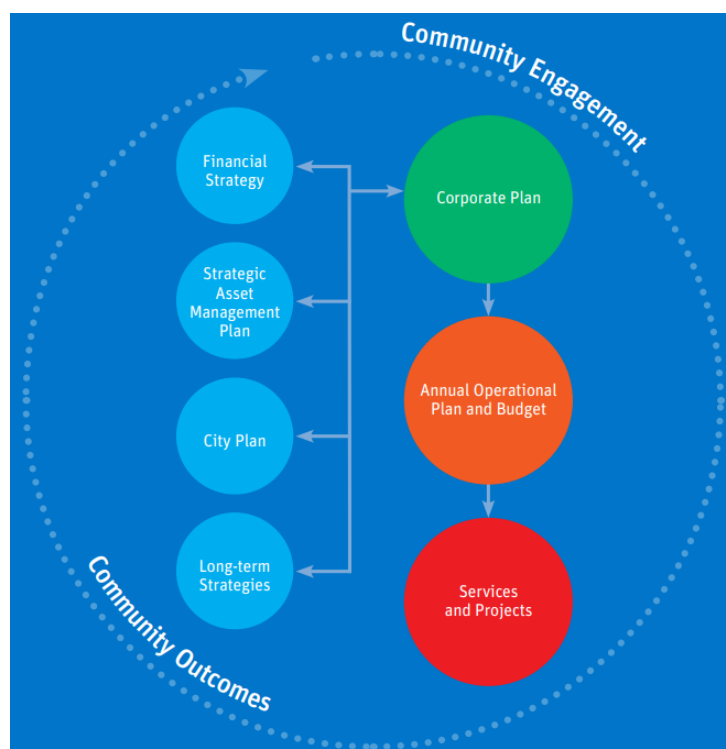 Community Engagement
Financial
Strategy
Corporate Plan
Strategic
Asset
Management
Plan
Annual Operational
Plan and Budget
City Plan
Long-term
Strategies
Services
and Projects
Community Outcomes